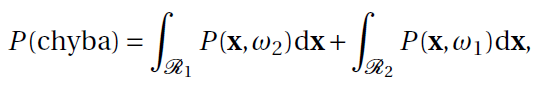 P(chyba) = ∫_{ℛ₁} P(𝐱, ω₂)d𝐱 + ∫_{ℛ₂} P(𝐱, ω₁)d𝐱,